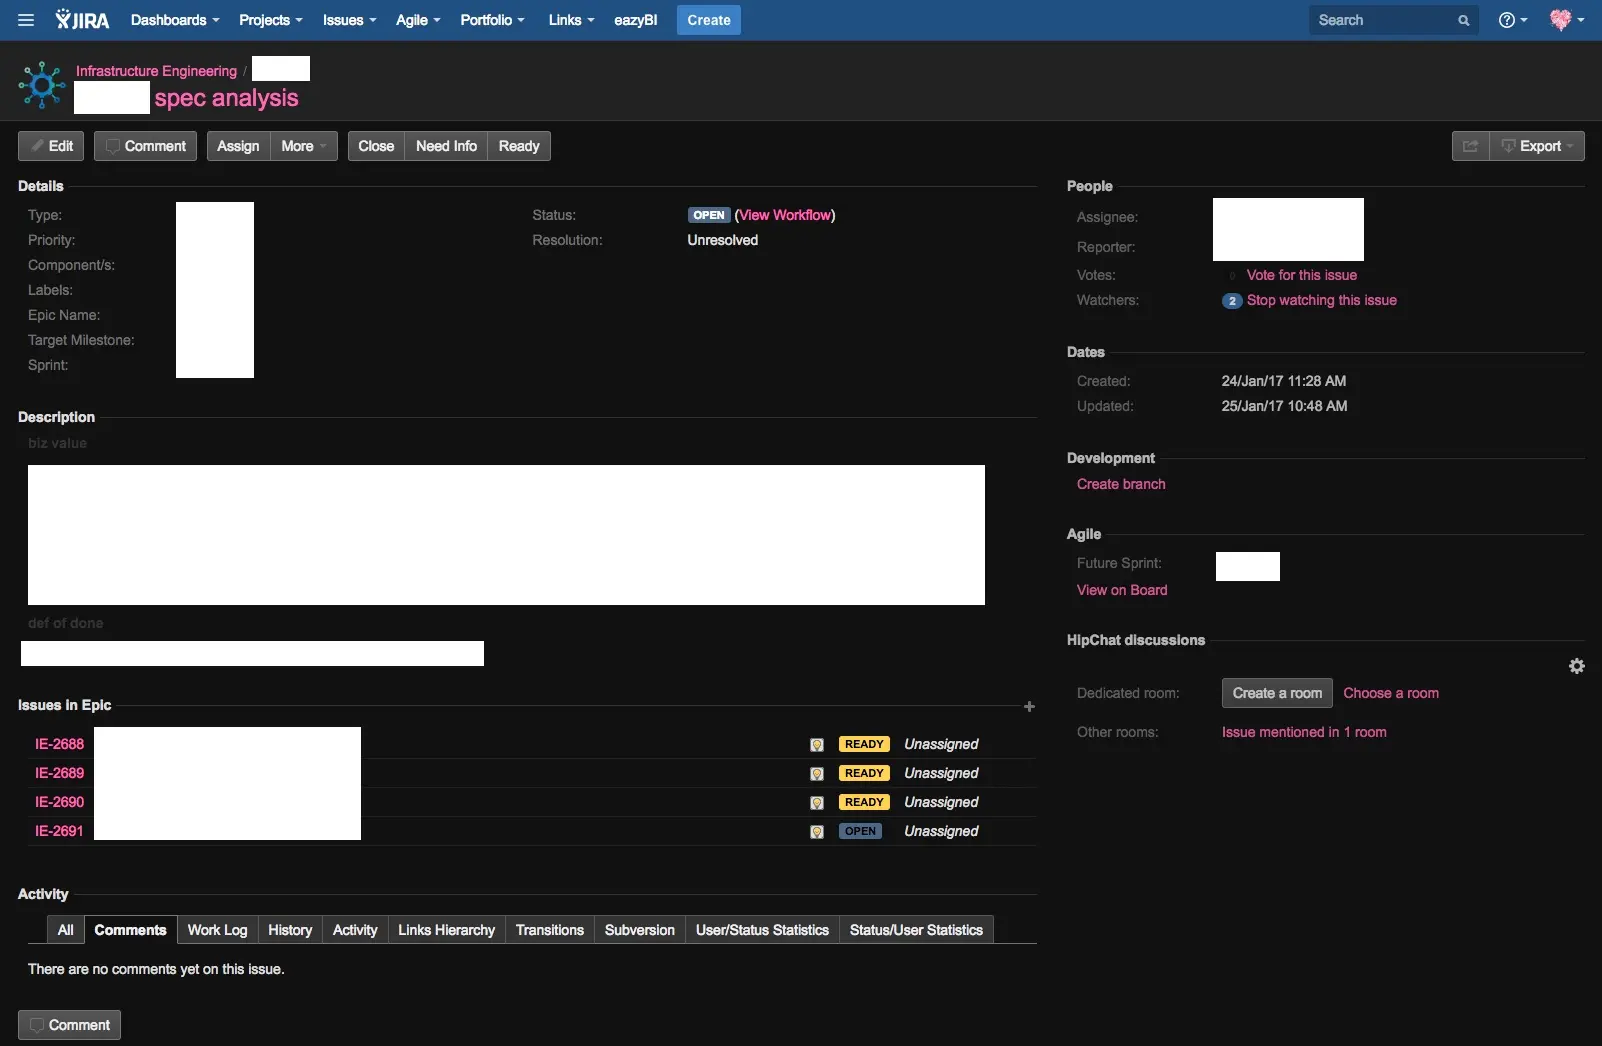 JIRA Dashboards Projects Issues Agile Portfolio Links eazyBI Create Search
Infrastructure Engineering /
spec analysis
Edit Comment Assign More Close Need Info Ready Export
Details
Type:
Priority:
Component/s:
Labels:
Epic Name:
Target Milestone:
Sprint:
Status: OPEN (View Workflow)
Resolution: Unresolved
Description
biz value
def of done
Issues in Epic
IE-2688 READY Unassigned
IE-2689 READY Unassigned
IE-2690 READY Unassigned
IE-2691 OPEN Unassigned
Activity
All Comments Work Log History Activity Links Hierarchy Transitions Subversion User/Status Statistics Status/User Statistics
There are no comments yet on this issue.
Comment
People
Assignee:
Reporter:
Votes: 0 Vote for this issue
Watchers: 2 Stop watching this issue
Dates
Created: 24/Jan/17 11:28 AM
Updated: 25/Jan/17 10:48 AM
Development
Create branch
Agile
Future Sprint:
View on Board
HipChat discussions
Dedicated room: Create a room Choose a room
Other rooms: Issue mentioned in 1 room